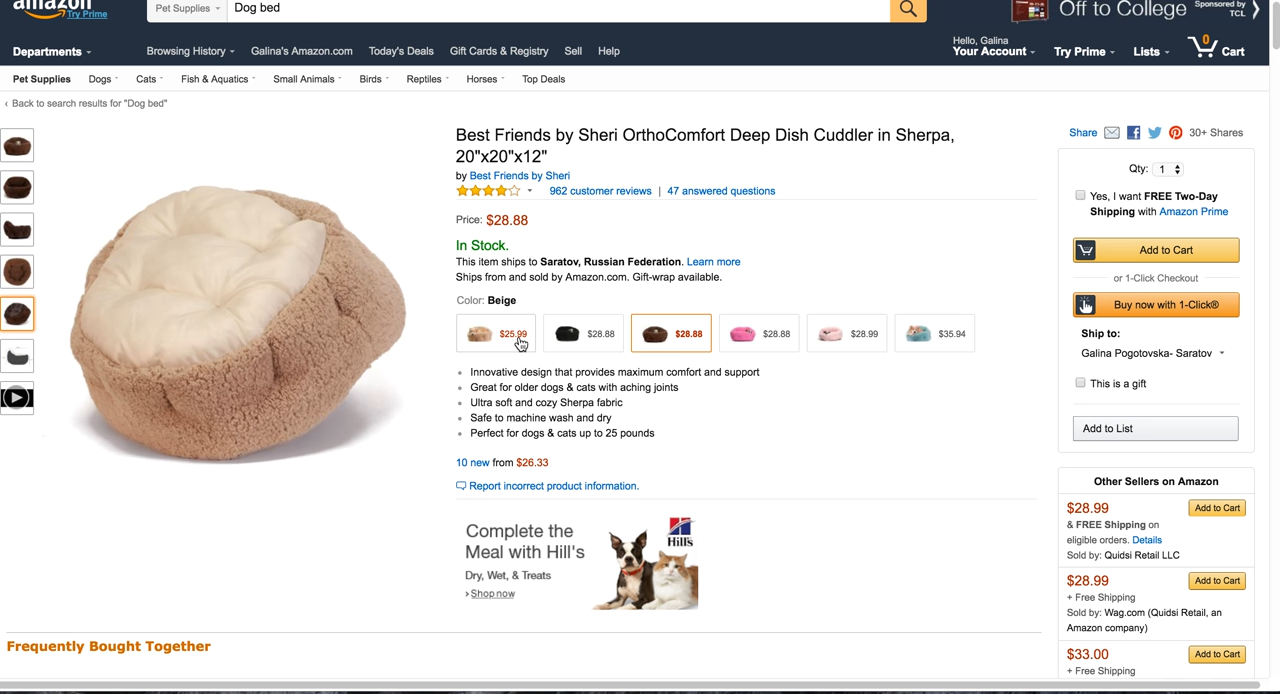 amazon
Try Prime
Pet Supplies
Dog bed
Off to College
Sponsored by
TCL
Departments
Browsing History
Galina's Amazon.com
Today's Deals
Gift Cards & Registry
Sell
Help
Hello, Galina
Your Account
Try Prime
Lists
0
Cart
Pet Supplies
Dogs
Cats
Fish & Aquatics
Small Animals
Birds
Reptiles
Horses
Top Deals
‹ Back to search results for "Dog bed"
Best Friends by Sheri OrthoComfort Deep Dish Cuddler in Sherpa,
20"x20"x12"
by Best Friends by Sheri
962 customer reviews | 47 answered questions
Price: $28.88
In Stock.
This item ships to Saratov, Russian Federation. Learn more
Ships from and sold by Amazon.com. Gift-wrap available.
Color: Beige
$25.99
$28.88
$28.88
$28.88
$28.99
$35.94
Innovative design that provides maximum comfort and support
Great for older dogs & cats with aching joints
Ultra soft and cozy Sherpa fabric
Safe to machine wash and dry
Perfect for dogs & cats up to 25 pounds
10 new from $26.33
Report incorrect product information.
Complete the
Meal with Hill's
Dry, Wet, & Treats
› Shop now
Hill's
Frequently Bought Together
Share
30+ Shares
Qty: 1
Yes, I want FREE Two-Day
Shipping with Amazon Prime
Add to Cart
or 1-Click Checkout
Buy now with 1-Click®
Ship to:
Galina Pogotovska- Saratov
This is a gift
Add to List
Other Sellers on Amazon
$28.99
Add to Cart
& FREE Shipping on
eligible orders. Details
Sold by: Quidsi Retail LLC
$28.99
Add to Cart
+ Free Shipping
Sold by: Wag.com (Quidsi Retail, an
Amazon company)
$33.00
Add to Cart
+ Free Shipping